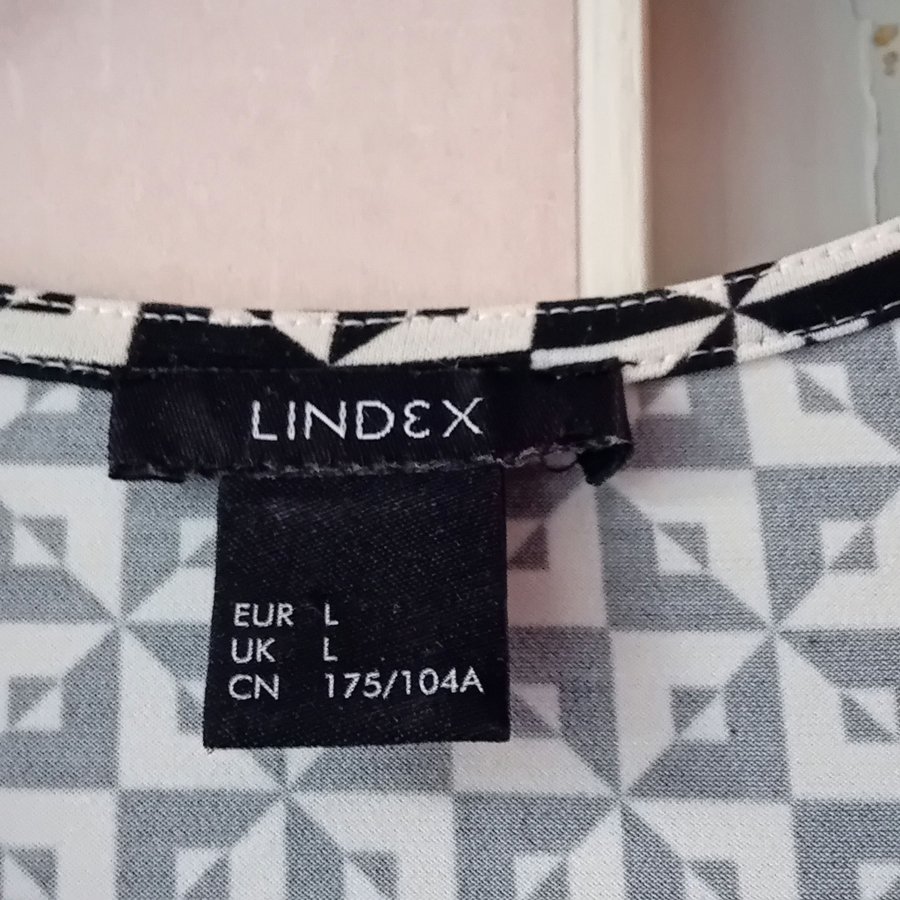 LINDEX
EUR L
UK L
CN 175/104A